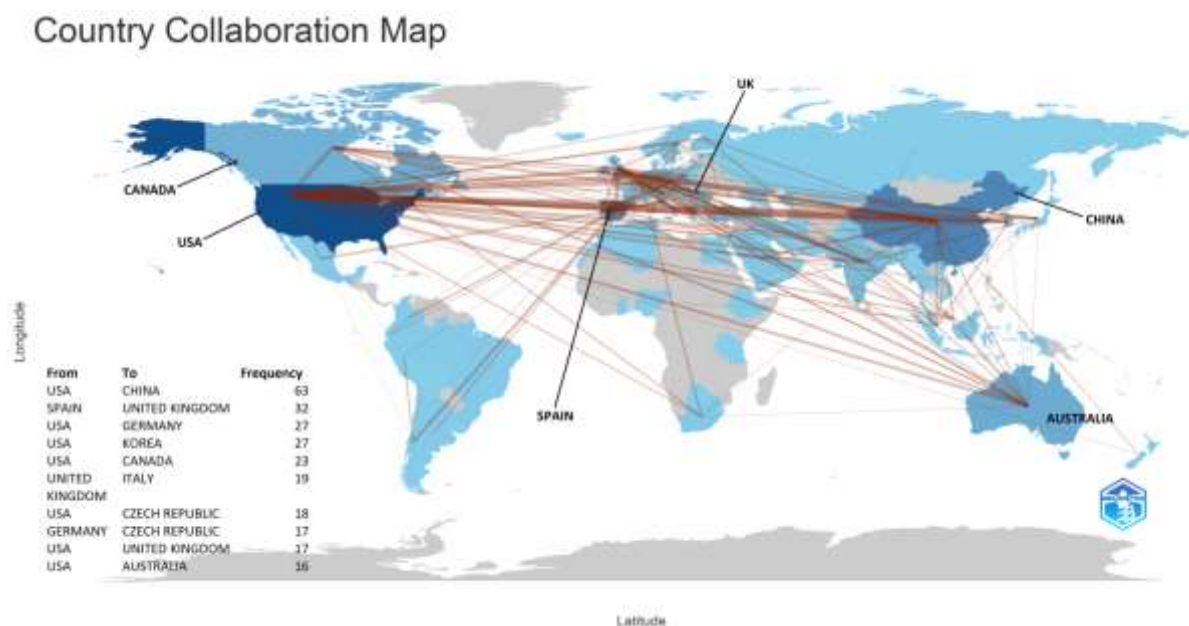 Country Collaboration Map
UK
CANADA
USA
CHINA
Longitude
SPAIN
AUSTRALIA
From To Frequency
USA CHINA 63
SPAIN UNITED KINGDOM 32
USA GERMANY 27
USA KOREA 27
USA CANADA 23
UNITED ITALY 19
KINGDOM
USA CZECH REPUBLIC 18
GERMANY CZECH REPUBLIC 17
USA UNITED KINGDOM 17
USA AUSTRALIA 16
Latitude